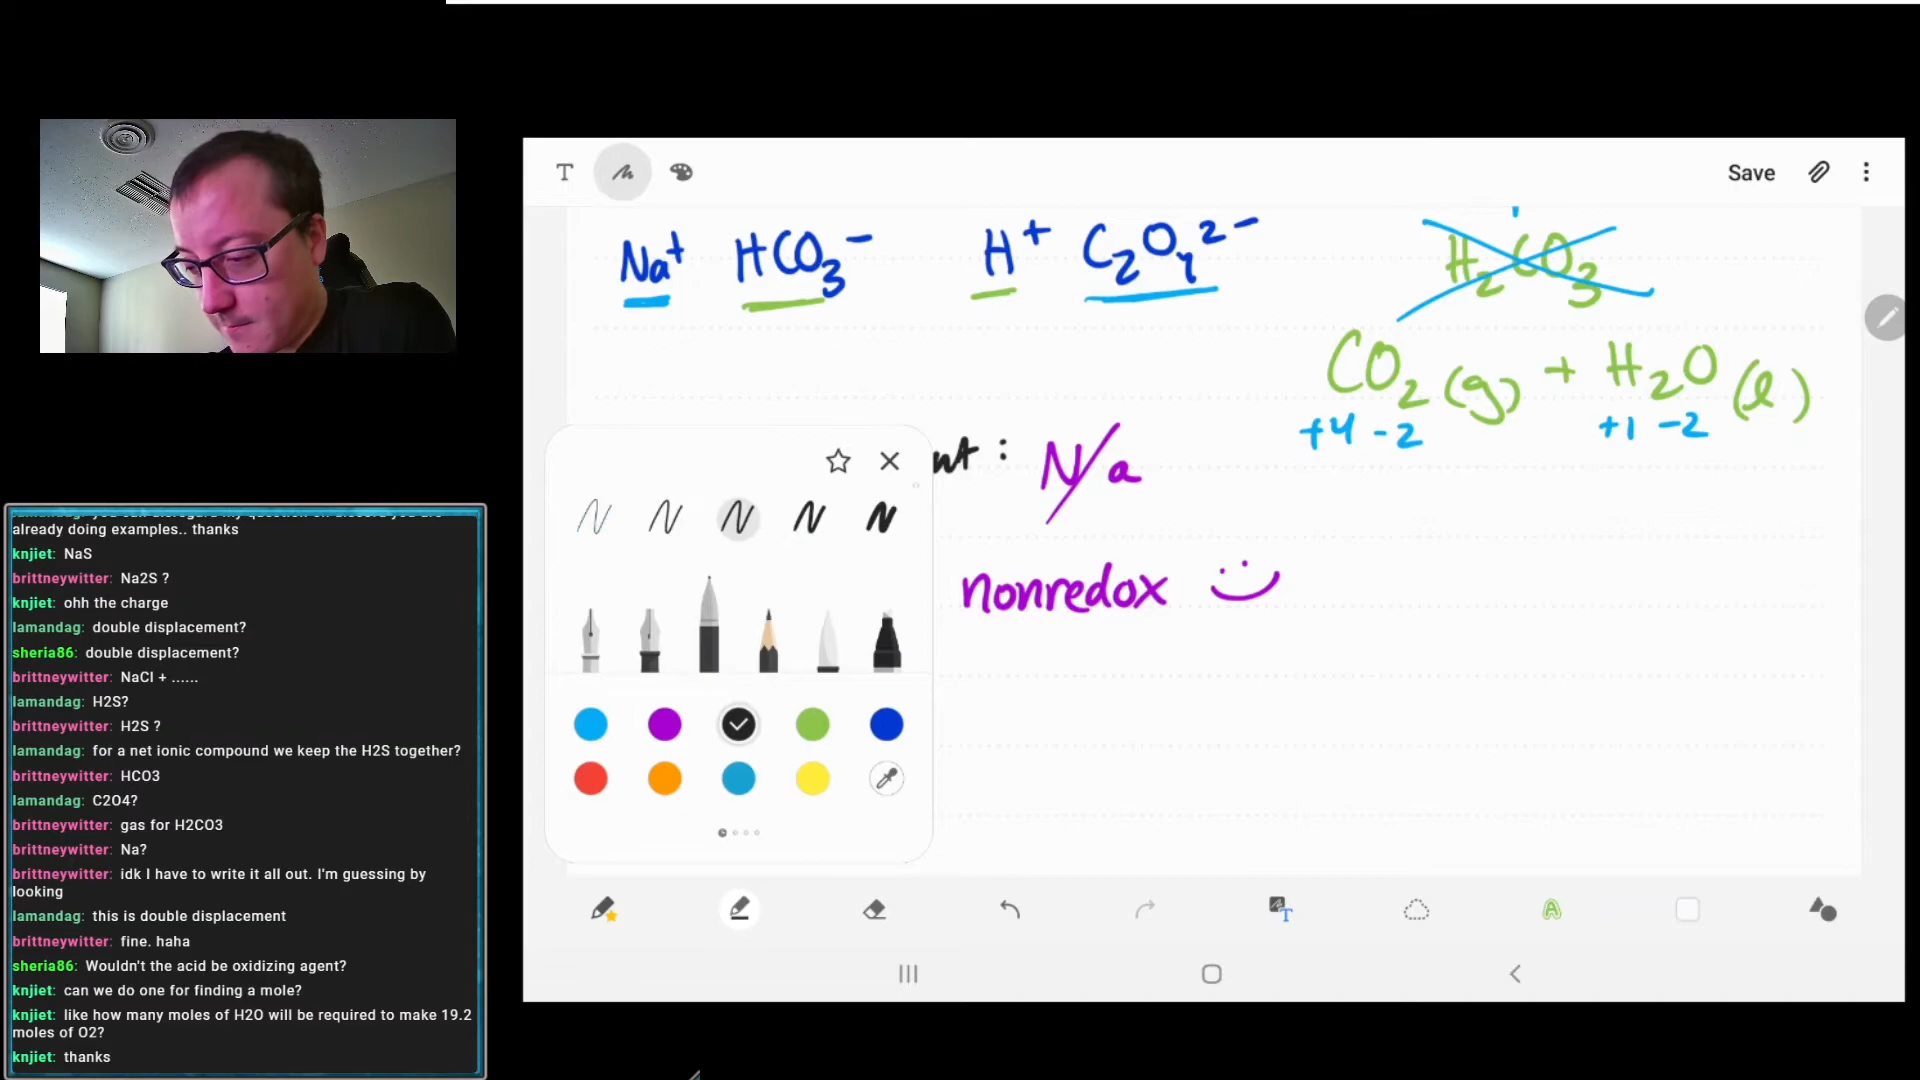 T
Save
Na+ HCO3− H+ C2O4 2−
H2CO3
CO2 (g) + H2O (l)
+4 -2 +1 -2
nt : N/a
nonredox
already doing examples.. thanks
knjiet: NaS
brittneywitter: Na2S ?
knjiet: ohh the charge
lamandag: double displacement?
sheria86: double displacement?
brittneywitter: NaCl + ......
lamandag: H2S?
brittneywitter: H2S ?
lamandag: for a net ionic compound we keep the H2S together?
brittneywitter: HCO3
lamandag: C2O4?
brittneywitter: gas for H2CO3
brittneywitter: Na?
brittneywitter: idk I have to write it all out. I'm guessing by
looking
lamandag: this is double displacement
brittneywitter: fine. haha
sheria86: Wouldn't the acid be oxidizing agent?
knjiet: can we do one for finding a mole?
knjiet: like how many moles of H2O will be required to make 19.2
moles of O2?
knjiet: thanks